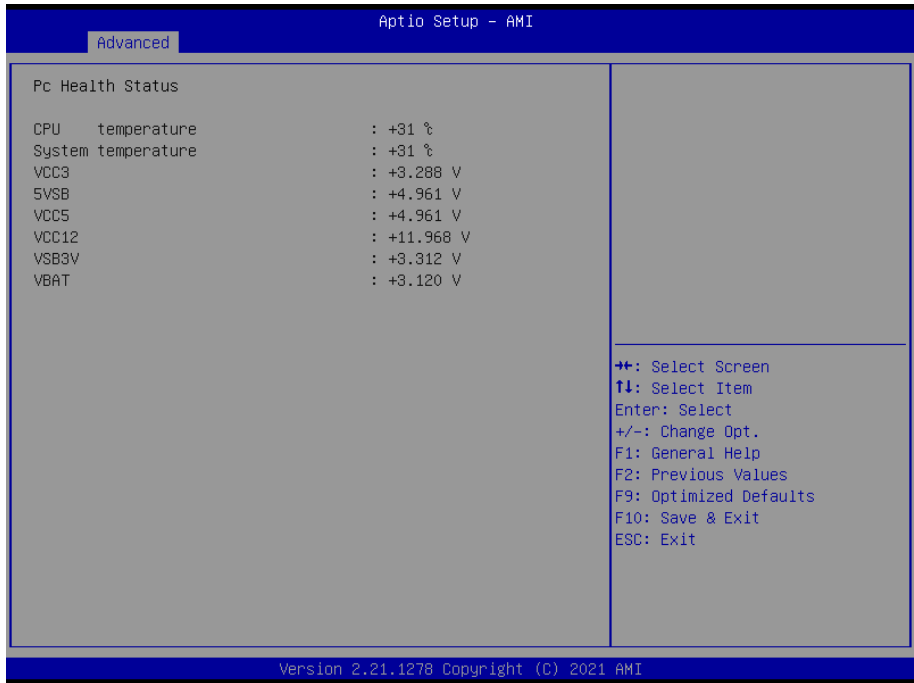 Aptio Setup – AMI
Advanced
Pc Health Status
CPU temperature : +31 ℃
System temperature : +31 ℃
VCC3 : +3.288 V
5VSB : +4.961 V
VCC5 : +4.961 V
VCC12 : +11.968 V
VSB3V : +3.312 V
VBAT : +3.120 V
→←: Select Screen
↑↓: Select Item
Enter: Select
+/-: Change Opt.
F1: General Help
F2: Previous Values
F9: Optimized Defaults
F10: Save & Exit
ESC: Exit
Version 2.21.1278 Copyright (C) 2021 AMI